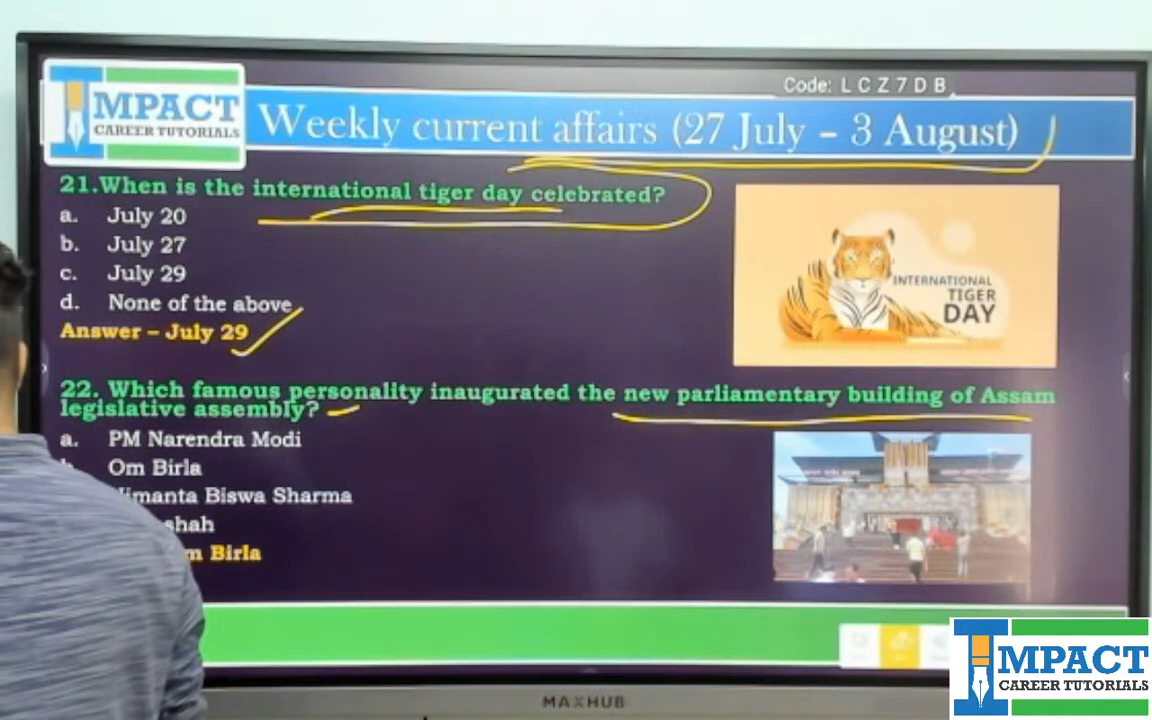 Code: L C Z 7 D B
IMPACT
CAREER TUTORIALS
Weekly current affairs (27 July – 3 August)
21.When is the international tiger day celebrated?
a. July 20
b. July 27
c. July 29
d. None of the above
Answer – July 29
INTERNATIONAL
TIGER
DAY
22. Which famous personality inaugurated the new parliamentary building of Assam
legislative assembly?
a. PM Narendra Modi
Om Birla
Biswa Sharma
shah
Birla
MAXHUB
IMPACT
CAREER TUTORIALS